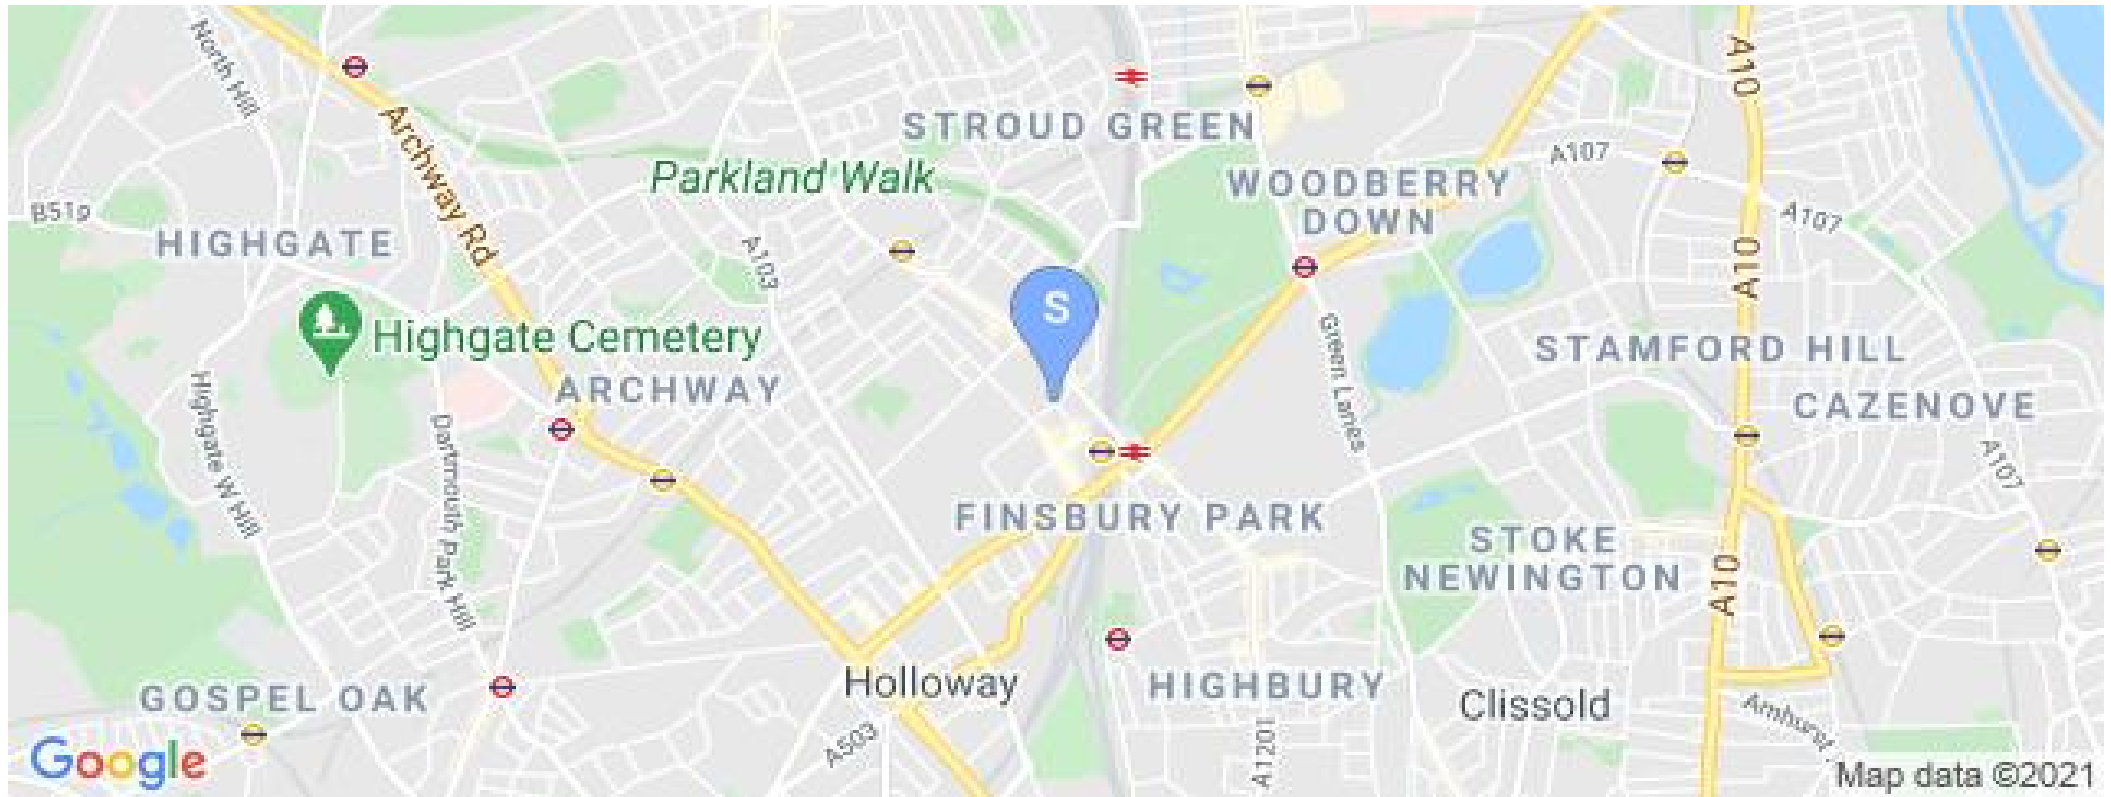 North Hill
A10
STROUD GREEN
Archway Rd
A107
Parkland Walk
WOODBERRY
DOWN
B519
A107
HIGHGATE
A103
A10
S
Highgate Cemetery
Green Lanes
STAMFORD HILL
ARCHWAY
CAZENOVE
Highgate W Hill
Dartmouth Park Hill
A107
FINSBURY PARK
STOKE
NEWINGTON
A10
Holloway
HIGHBURY
GOSPEL OAK
Clissold
Amhurst
A503
A1201
Google
Map data ©2021